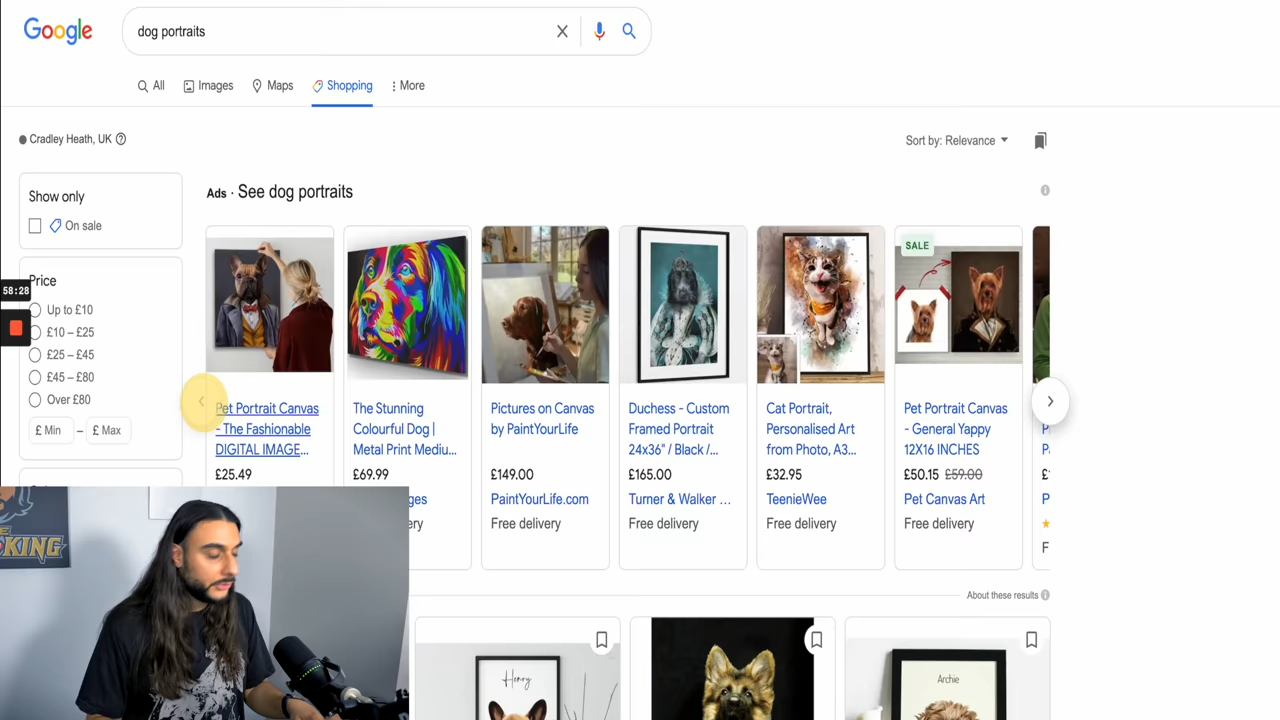 Google
dog portraits
All
Images
Maps
Shopping
More
Cradley Heath, UK
Sort by: Relevance
Show only
On sale
Price
Up to £10
£10 – £25
£25 – £45
£45 – £80
Over £80
£ Min – £ Max
58:28
Ads · See dog portraits
Pet Portrait Canvas
- The Fashionable
DIGITAL IMAGE...
£25.49
The Stunning
Colourful Dog |
Metal Print Mediu...
£69.99
ges
ery
Pictures on Canvas
by PaintYourLife
£149.00
PaintYourLife.com
Free delivery
Duchess - Custom
Framed Portrait
24x36" / Black /...
£165.00
Turner & Walker ...
Free delivery
Cat Portrait,
Personalised Art
from Photo, A3...
£32.95
TeenieWee
Free delivery
SALE
Pet Portrait Canvas
- General Yappy
12X16 INCHES
£50.15 £59.00
Pet Canvas Art
Free delivery
About these results
Henry
Archie
KING